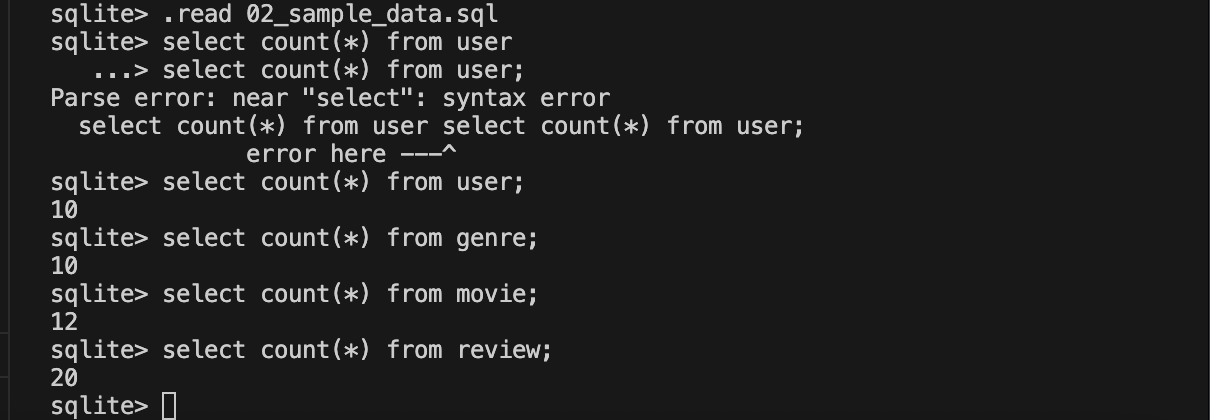 sqlite> .read 02_sample_data.sql
sqlite> select count(*) from user
   ...> select count(*) from user;
Parse error: near "select": syntax error
  select count(*) from user select count(*) from user;
              error here ---^
sqlite> select count(*) from user;
10
sqlite> select count(*) from genre;
10
sqlite> select count(*) from movie;
12
sqlite> select count(*) from review;
20
sqlite>